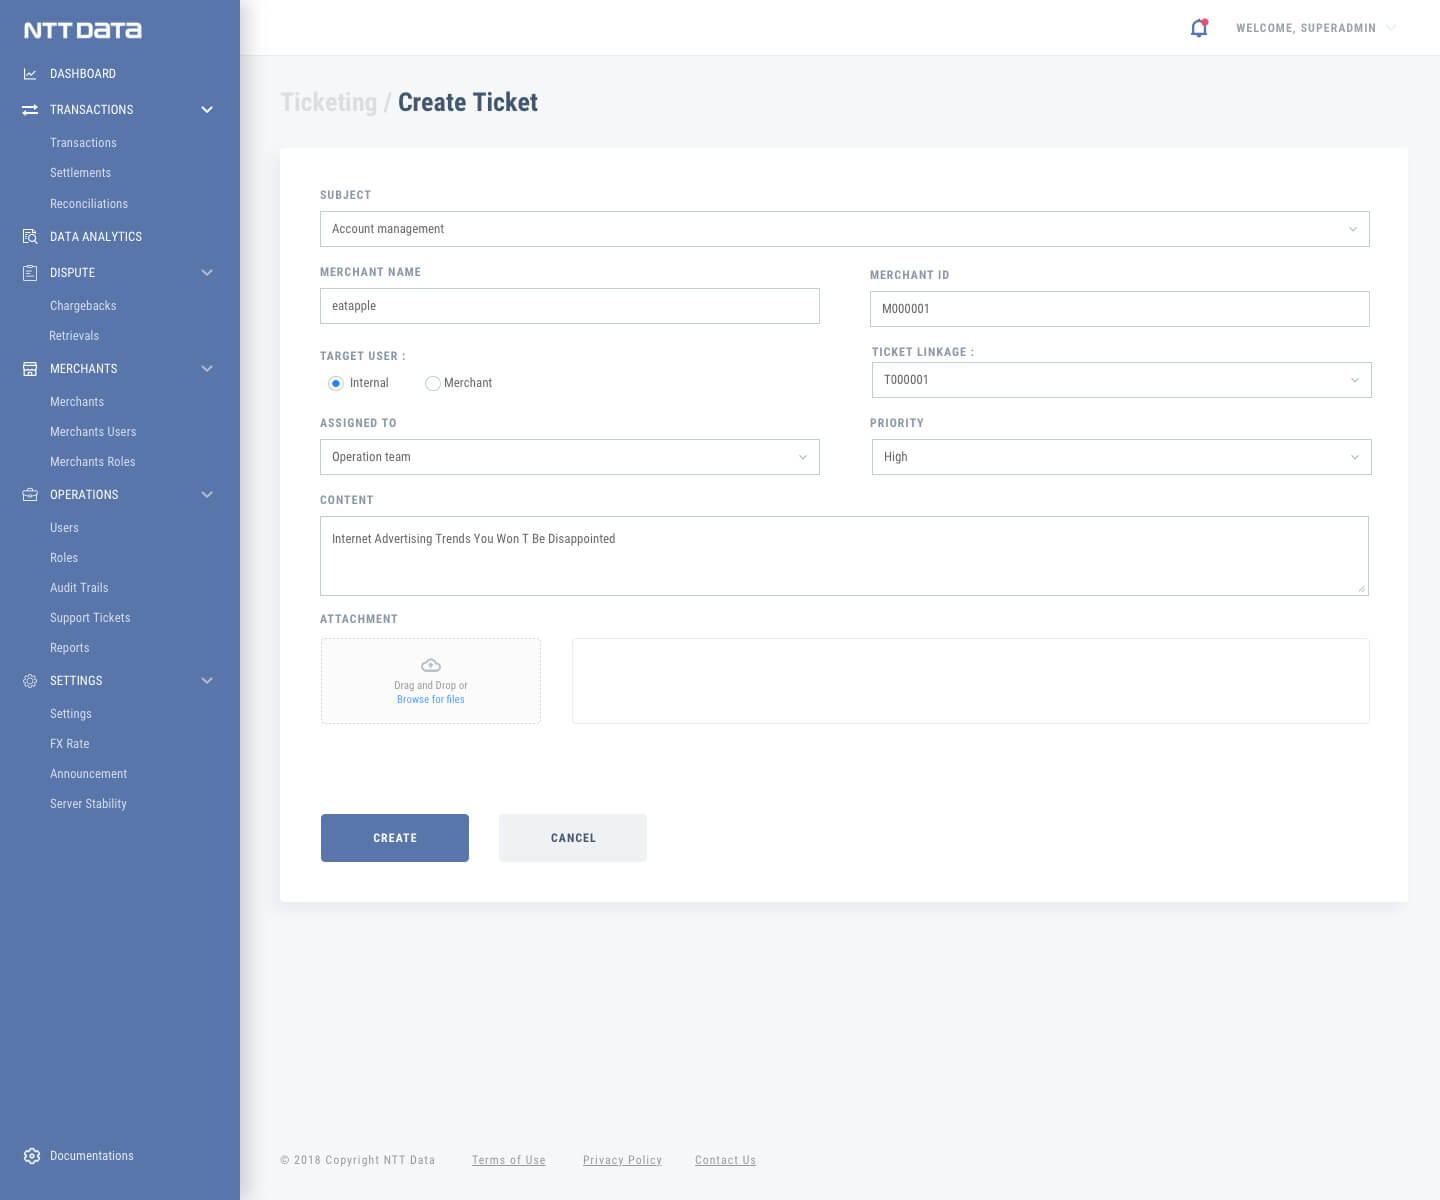 NTT DATA
WELCOME, SUPERADMIN
DASHBOARD
TRANSACTIONS
Transactions
Settlements
Reconciliations
DATA ANALYTICS
DISPUTE
Chargebacks
Retrievals
MERCHANTS
Merchants
Merchants Users
Merchants Roles
OPERATIONS
Users
Roles
Audit Trails
Support Tickets
Reports
SETTINGS
Settings
FX Rate
Announcement
Server Stability
Documentations
Ticketing / Create Ticket
SUBJECT
Account management
MERCHANT NAME
eatapple
MERCHANT ID
M000001
TARGET USER :
Internal
Merchant
TICKET LINKAGE :
T000001
ASSIGNED TO
Operation team
PRIORITY
High
CONTENT
Internet Advertising Trends You Won T Be Disappointed
ATTACHMENT
Drag and Drop or
Browse for files
CREATE
CANCEL
© 2018 Copyright NTT Data
Terms of Use
Privacy Policy
Contact Us